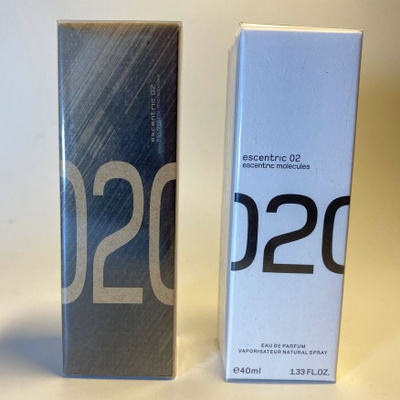 escentric 02
escentric molecules
020
escentric 02
escentric molecules
020
EAU DE PARFUM
VAPORISATEUR NATURAL SPRAY
e40ml 1.33 FL.OZ.